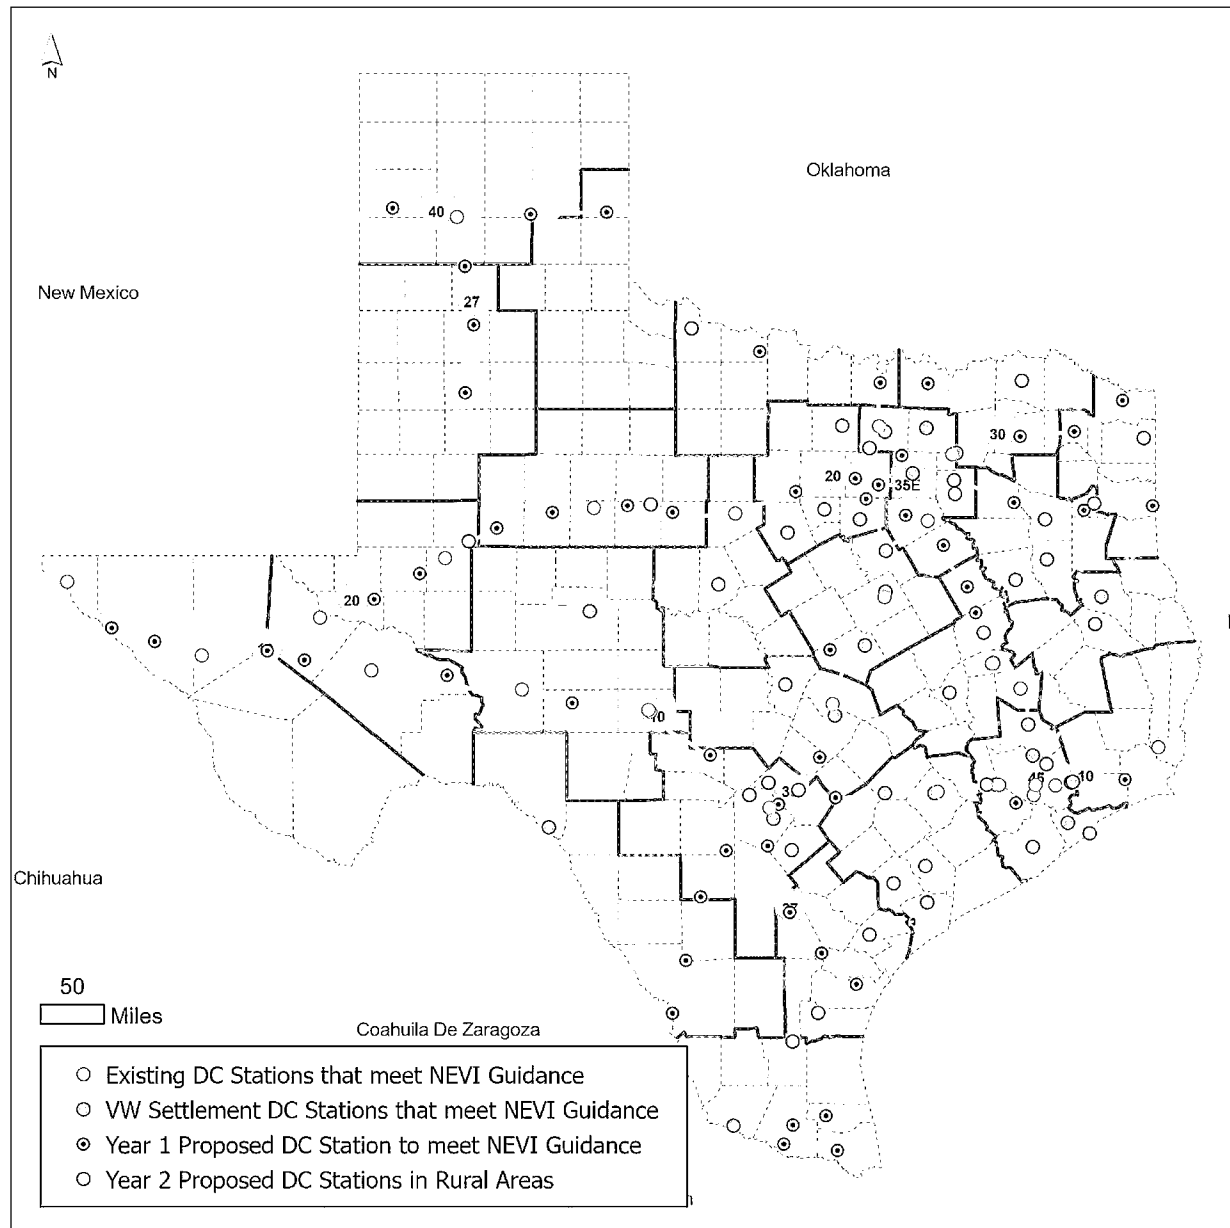 N
Oklahoma
40
New Mexico
27
30
20
35E
20
10
45
10
3
37
Chihuahua
50
Miles
Coahuila De Zaragoza
Existing DC Stations that meet NEVI Guidance
VW Settlement DC Stations that meet NEVI Guidance
Year 1 Proposed DC Station to meet NEVI Guidance
Year 2 Proposed DC Stations in Rural Areas